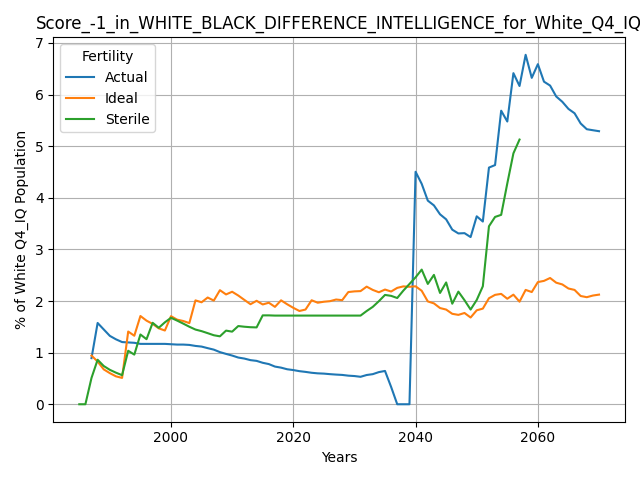 Score_-1_in_WHITE_BLACK_DIFFERENCE_INTELLIGENCE_for_White_Q4_IQ
Fertility
Actual
Ideal
Sterile
7
6
5
4
3
2
1
0
% of White Q4_IQ Population
2000
2020
2040
2060
Years